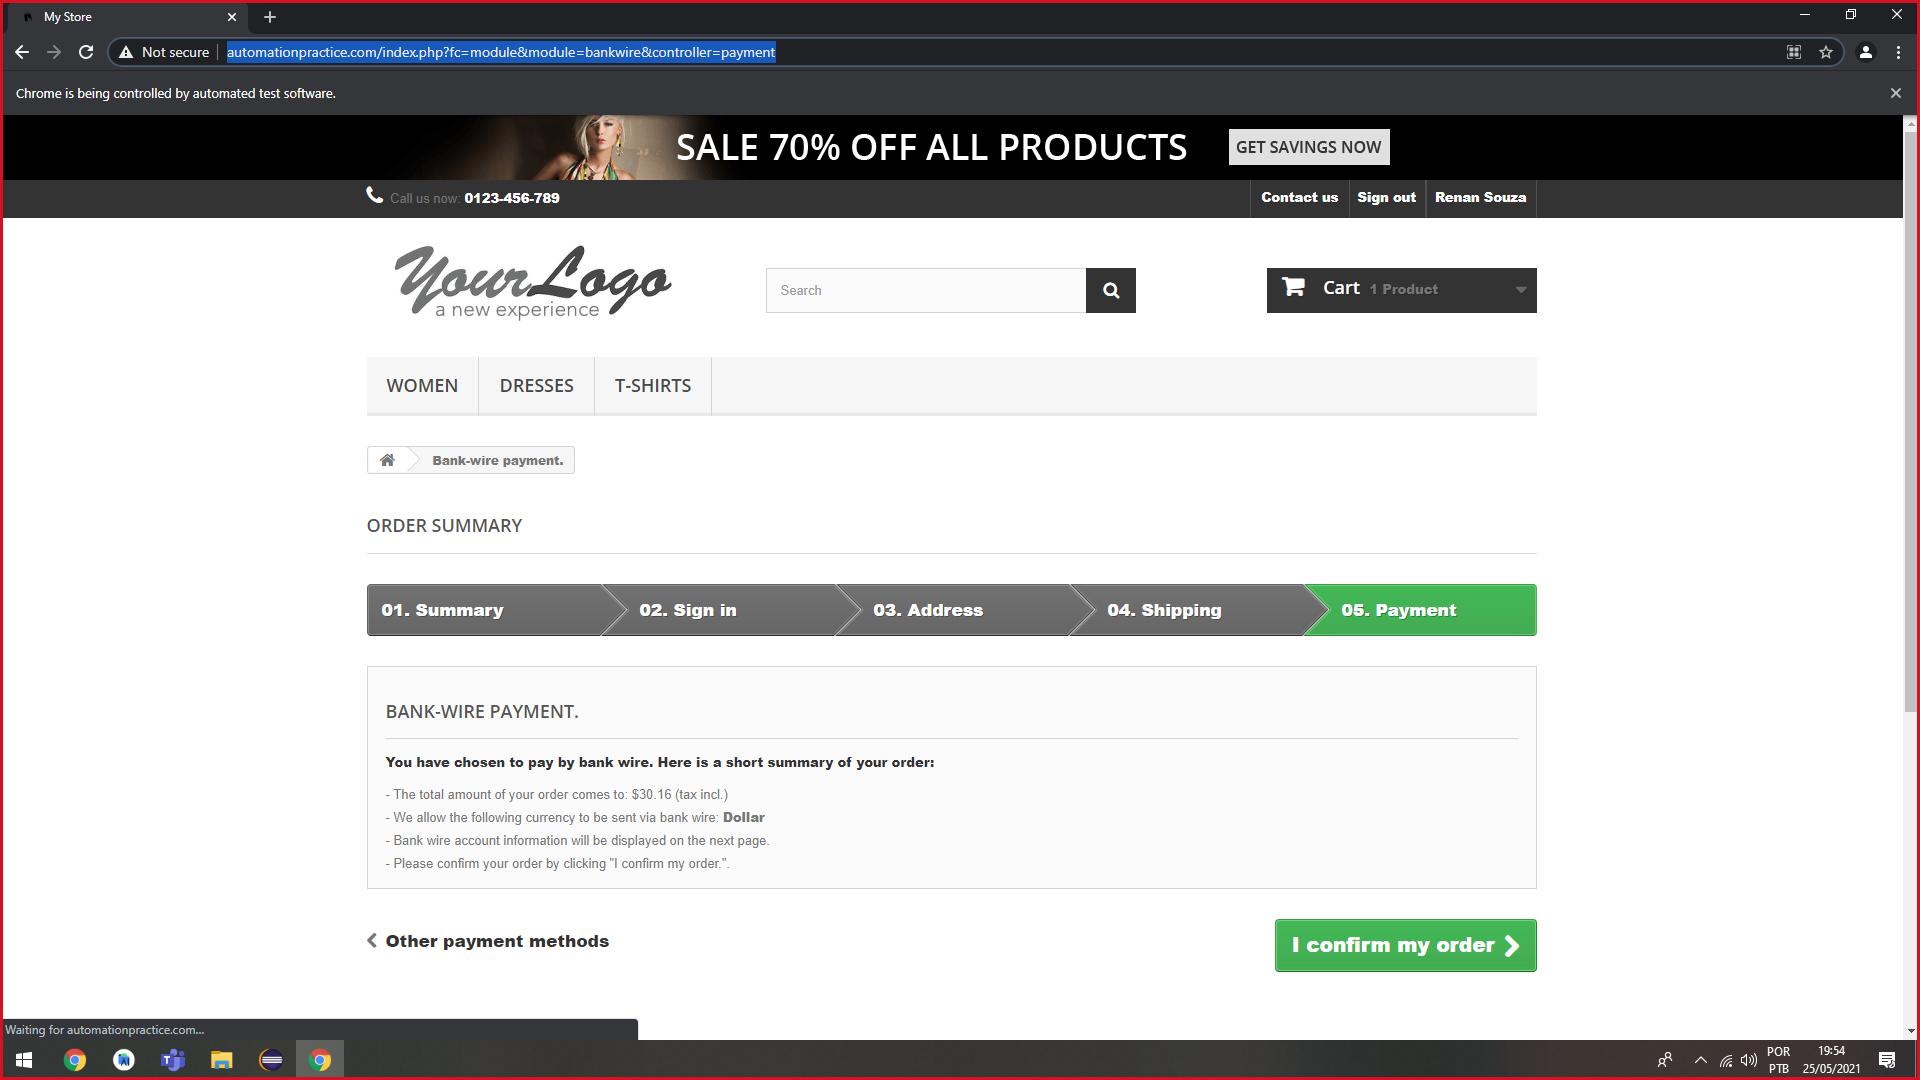 My Store
Not secure
automationpractice.com/index.php?fc=module&module=bankwire&controller=payment
Chrome is being controlled by automated test software.
SALE 70% OFF ALL PRODUCTS
GET SAVINGS NOW
Call us now: 0123-456-789
Contact us
Sign out
Renan Souza
Your Logo
a new experience
Search
Cart 1 Product
WOMEN
DRESSES
T-SHIRTS
Bank-wire payment.
ORDER SUMMARY
01. Summary
02. Sign in
03. Address
04. Shipping
05. Payment
BANK-WIRE PAYMENT.
You have chosen to pay by bank wire. Here is a short summary of your order:
- The total amount of your order comes to: $30.16 (tax incl.)
- We allow the following currency to be sent via bank wire: Dollar
- Bank wire account information will be displayed on the next page.
- Please confirm your order by clicking "I confirm my order.".
Other payment methods
I confirm my order
Waiting for automationpractice.com...
POR
PTB
19:54
25/05/2021